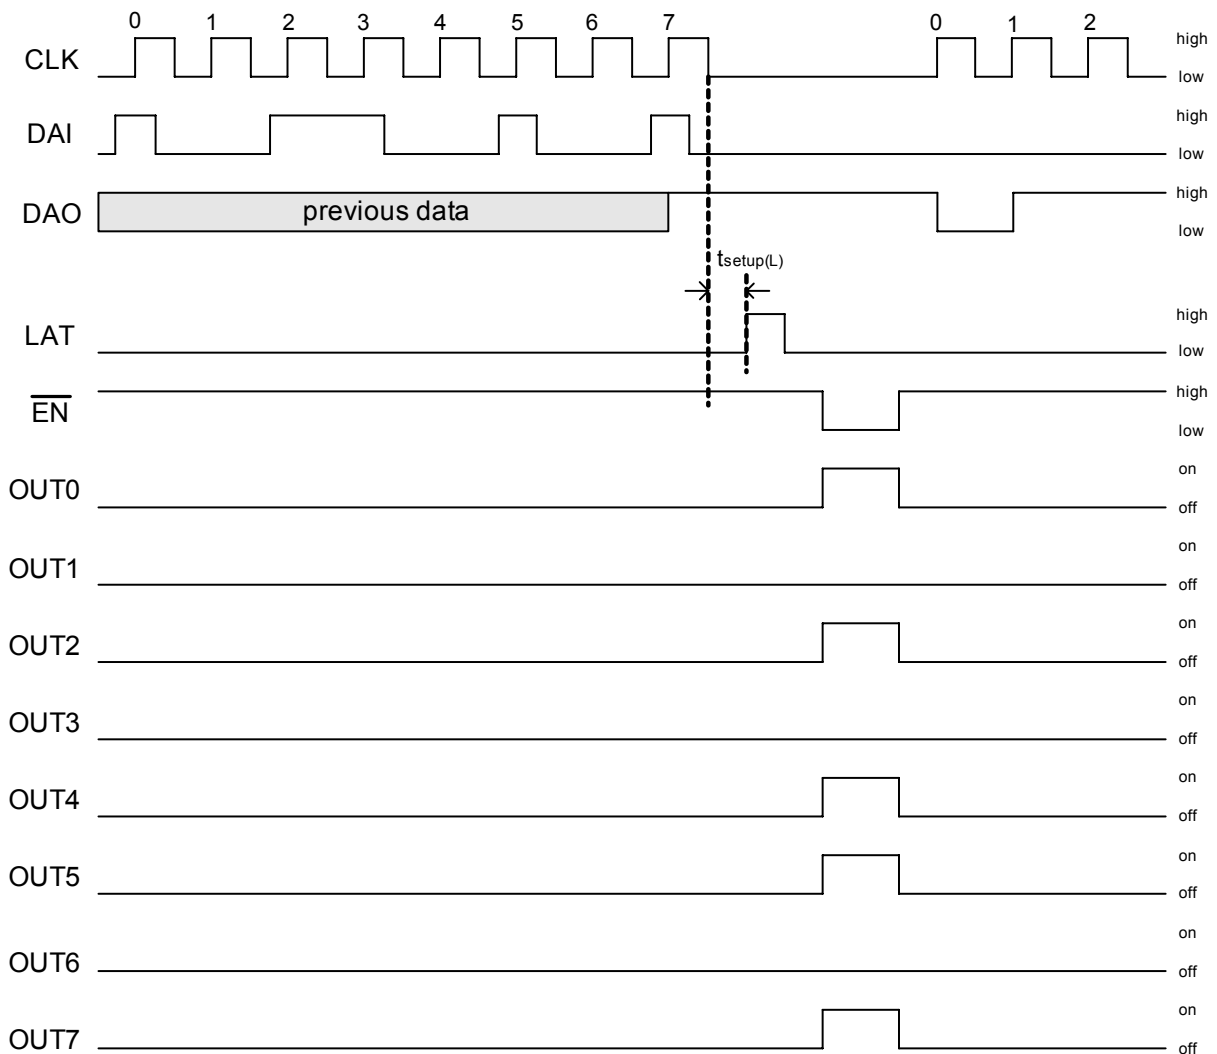 0 1 2 3 4 5 6 7 0 1 2
CLK high
low
DAI high
low
DAO previous data high
low
tsetup(L)
LAT high
low
EN high
low
OUT0 on
off
OUT1 on
off
OUT2 on
off
OUT3 on
off
OUT4 on
off
OUT5 on
off
OUT6 on
off
OUT7 on
off